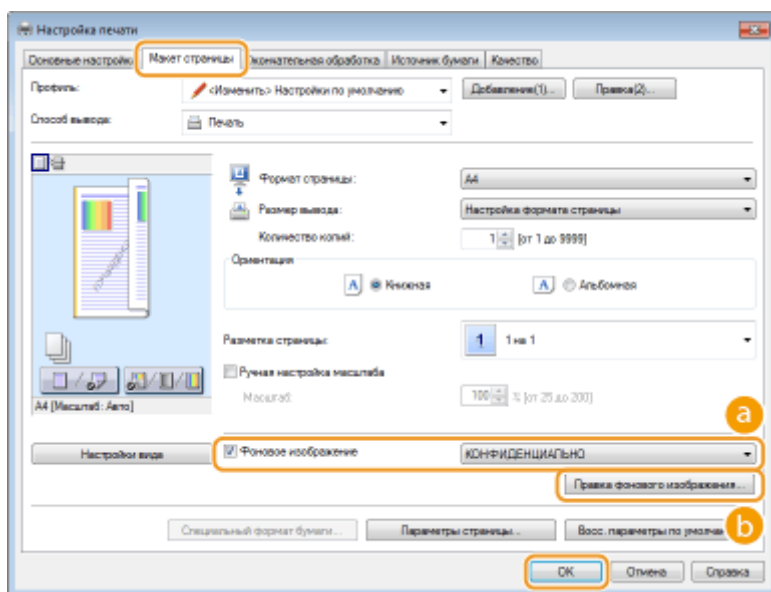 Настройка печати
Основные настройки Макет страницы Окончательная обработка Источник бумаги Качество
Профиль: <Изменить> Настройки по умолчанию Добавление(1)... Правка(2)...
Способ вывода: Печать
Формат страницы: A4
Размер вывода: Настройка формата страницы
Количество копий: 1 [от 1 до 9999]
Ориентация
A Книжная A Альбомная
Разметка страницы: 1 1 на 1
Ручная настройка масштаба
Масштаб: 100 % [от 25 до 200]
A4 [Масштаб: Авто]
a
Настройки вида Фоновое изображение КОНФИДЕНЦИАЛЬНО
Правка фонового изображения...
Специальный формат бумаги... Параметры страницы... Восс. параметры по умолчан
b
OK Отмена Справка